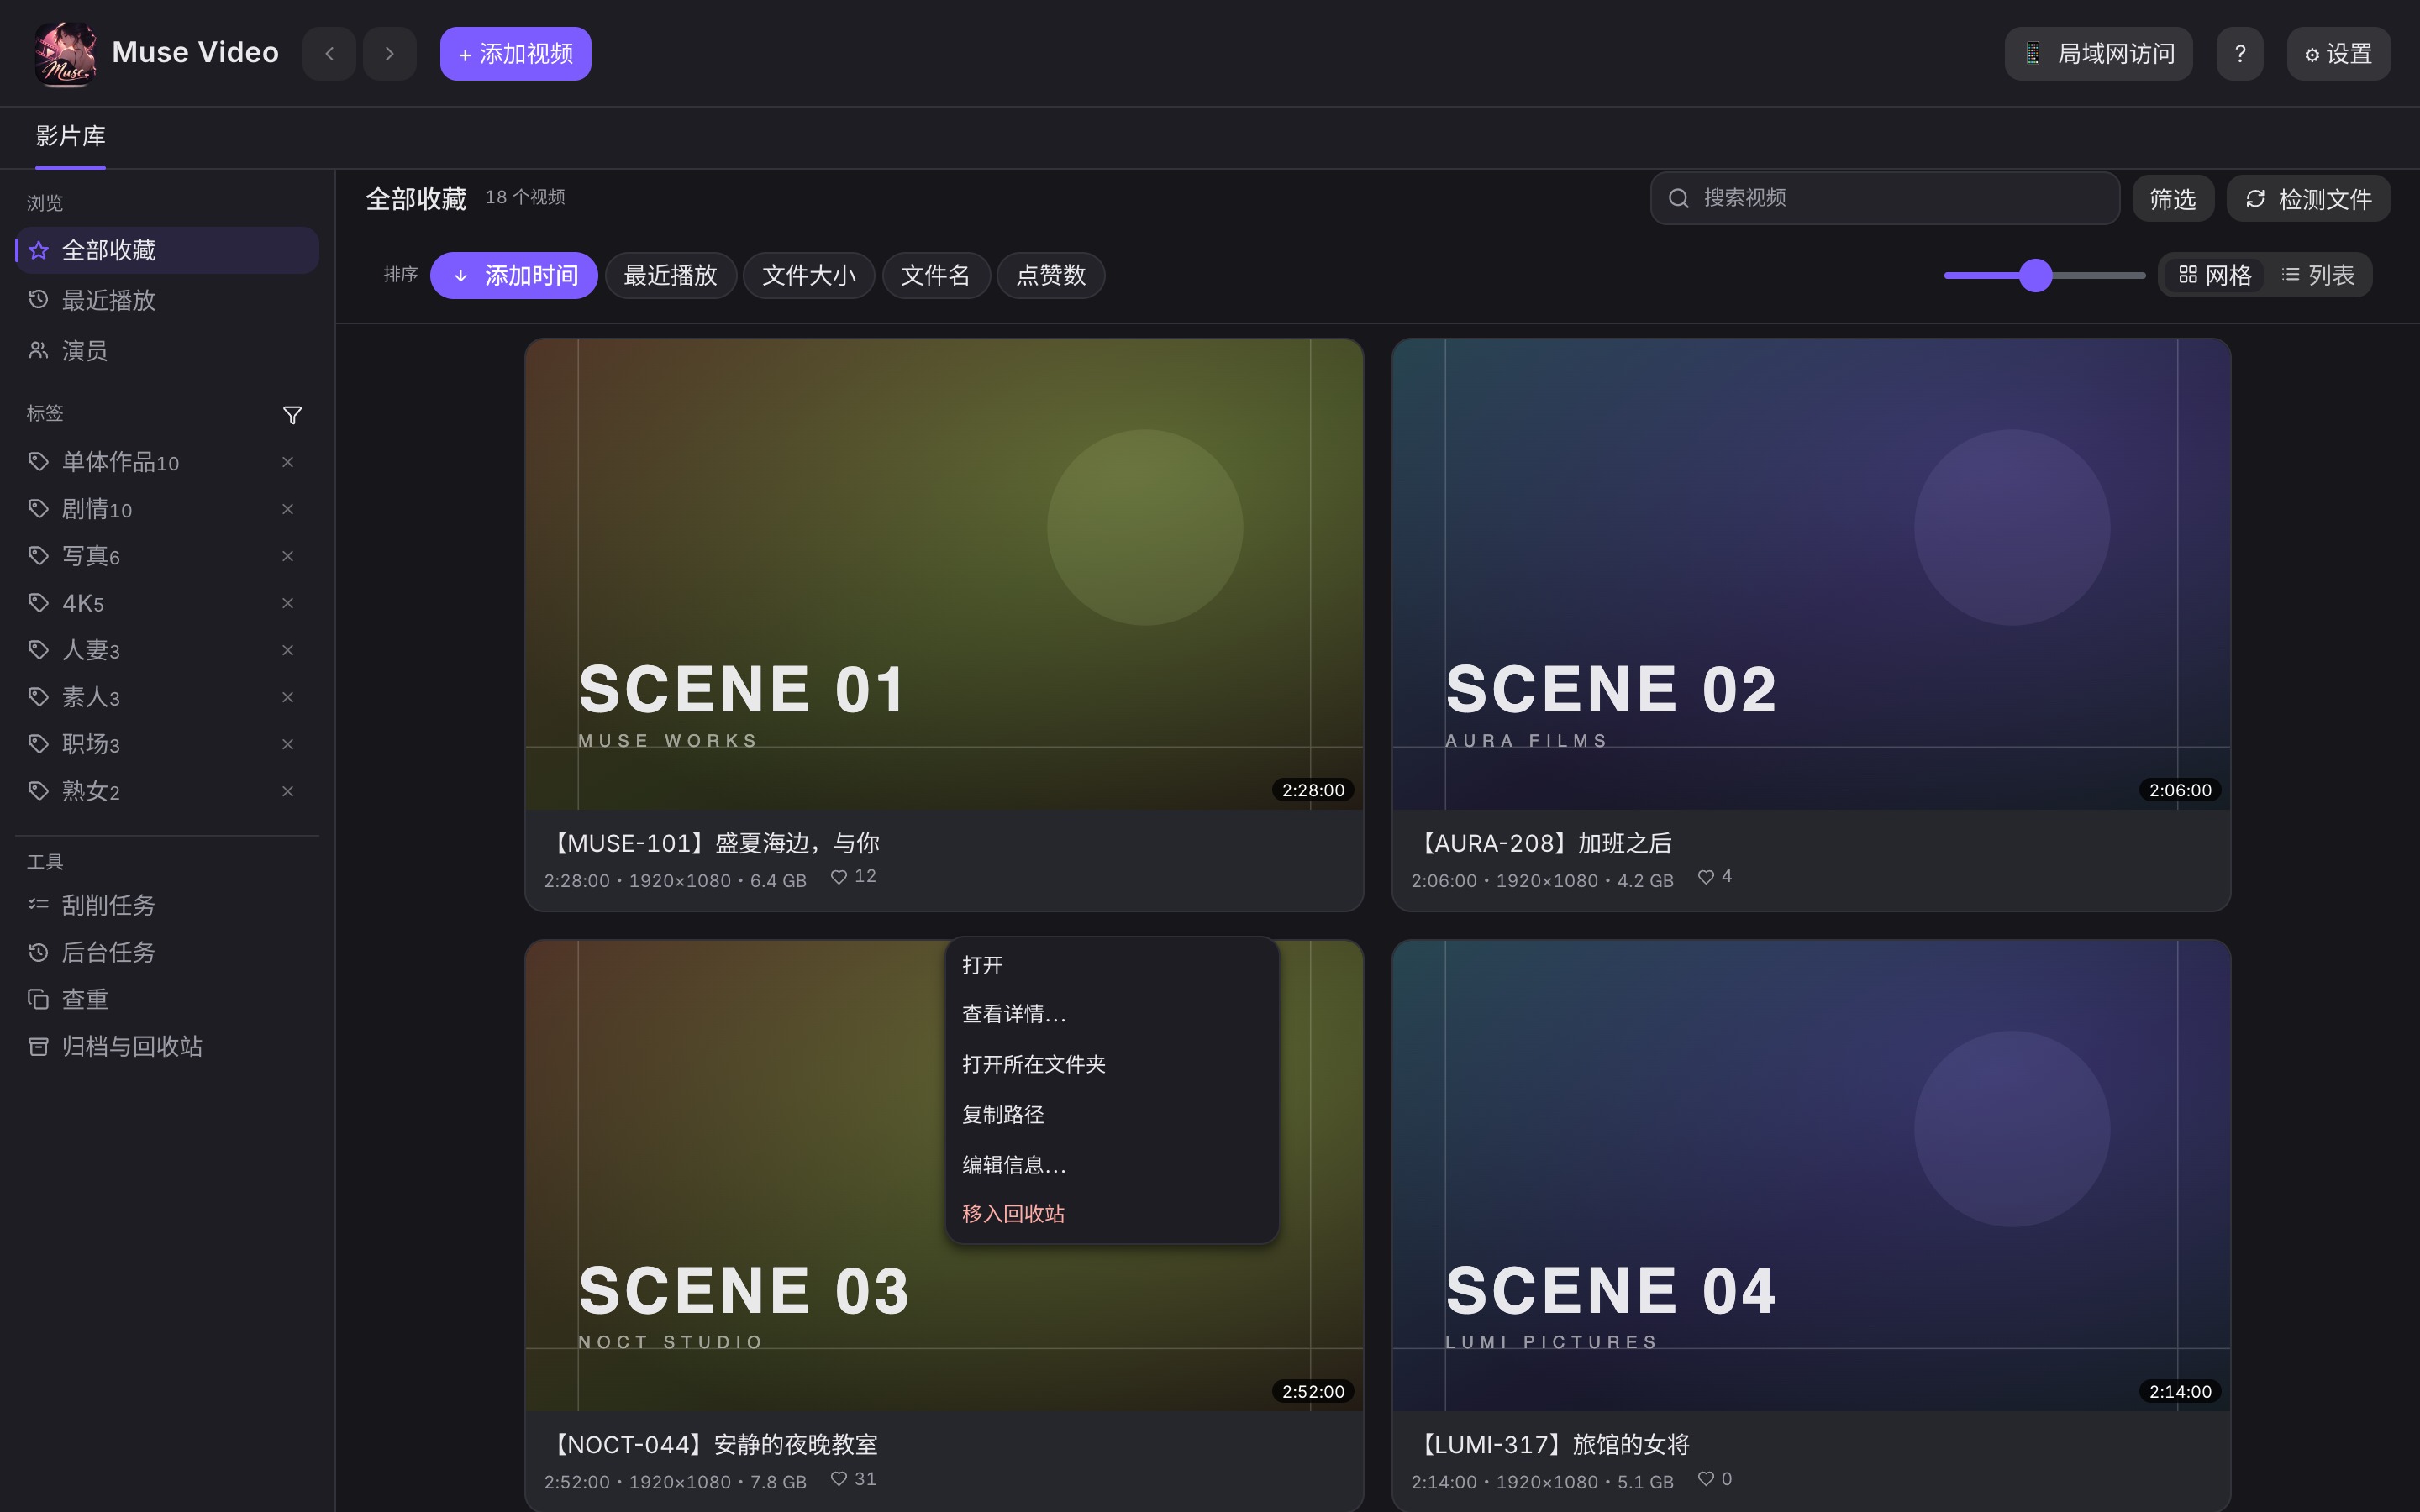 Muse Video
+ 添加视频
局域网访问
?
设置
影片库
浏览
全部收藏
最近播放
演员
标签
单体作品10
剧情10
写真6
4K5
人妻3
素人3
职场3
熟女2
工具
刮削任务
后台任务
查重
归档与回收站
全部收藏 18 个视频
搜索视频
筛选
检测文件
排序 添加时间 最近播放 文件大小 文件名 点赞数
网格 列表
SCENE 01
MUSE WORKS
2:28:00
【MUSE-101】盛夏海边，与你
2:28:00 • 1920×1080 • 6.4 GB 12
SCENE 02
AURA FILMS
2:06:00
【AURA-208】加班之后
2:06:00 • 1920×1080 • 4.2 GB 4
打开
查看详情…
打开所在文件夹
复制路径
编辑信息…
移入回收站
SCENE 03
NOCT STUDIO
2:52:00
【NOCT-044】安静的夜晚教室
2:52:00 • 1920×1080 • 7.8 GB 31
SCENE 04
LUMI PICTURES
2:14:00
【LUMI-317】旅馆的女将
2:14:00 • 1920×1080 • 5.1 GB 0